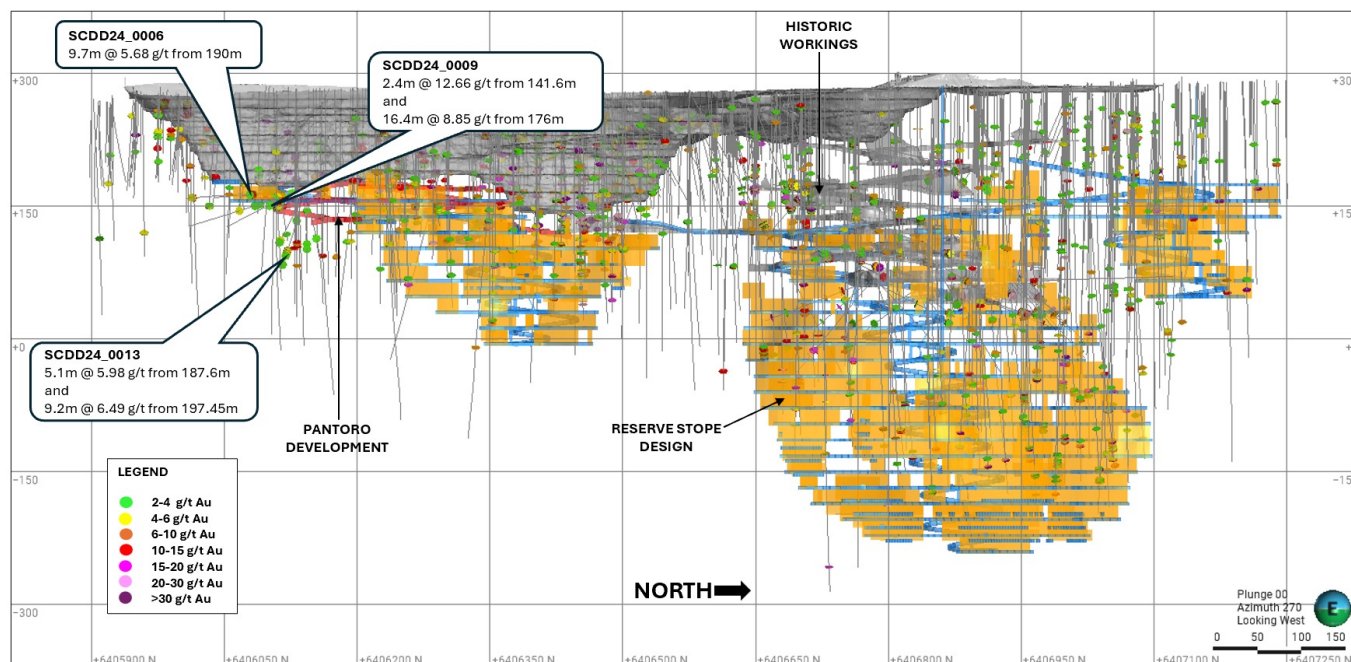 SCDD24_0006
9.7m @ 5.68 g/t from 190m
HISTORIC
WORKINGS
SCDD24_0009
2.4m @ 12.66 g/t from 141.6m
and
16.4m @ 8.85 g/t from 176m
+300
+30
+150
+15
+0
+
SCDD24_0013
5.1m @ 5.98 g/t from 187.6m
and
9.2m @ 6.49 g/t from 197.45m
PANTORO
DEVELOPMENT
RESERVE STOPE
DESIGN
-150
-15
LEGEND
2-4 g/t Au
4-6 g/t Au
6-10 g/t Au
10-15 g/t Au
15-20 g/t Au
20-30 g/t Au
>30 g/t Au
NORTH
-300
Plunge 00
Azimuth 270
Looking West
E
0 50 100 150
+6405900 N +6406050 N +6406200 N +6406350 N +6406500 N +6406650 N +6406800 N +6406950 N +6407100 N +6407250 N